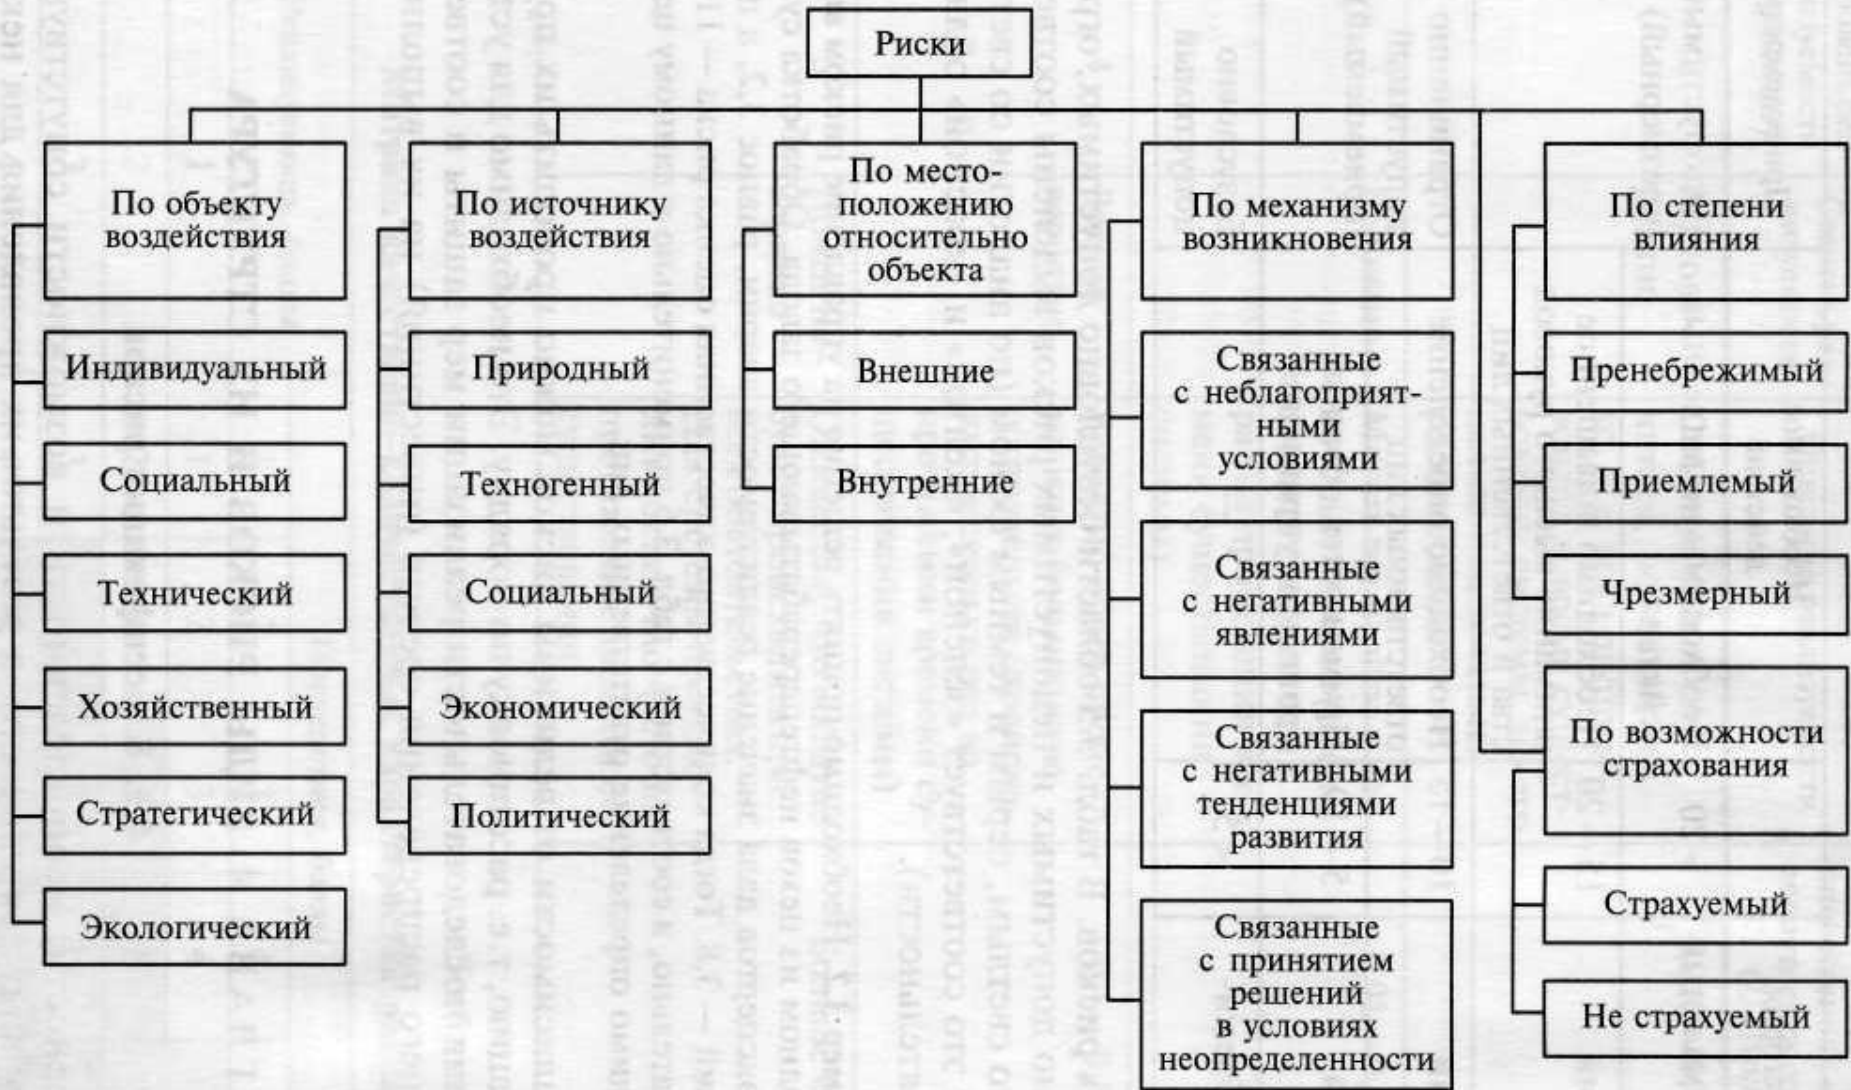 Риски
По объекту
воздействия
Индивидуальный
Социальный
Технический
Хозяйственный
Стратегический
Экологический
По источнику
воздействия
Природный
Техногенный
Социальный
Экономический
Политический
По место-
положению
относительно
объекта
Внешние
Внутренние
По механизму
возникновения
Связанные
с неблагоприят-
ными
условиями
Связанные
с негативными
явлениями
Связанные
с негативными
тенденциями
развития
Связанные
с принятием
решений
в условиях
неопределенности
По степени
влияния
Пренебрежимый
Приемлемый
Чрезмерный
По возможности
страхования
Страхуемый
Не страхуемый